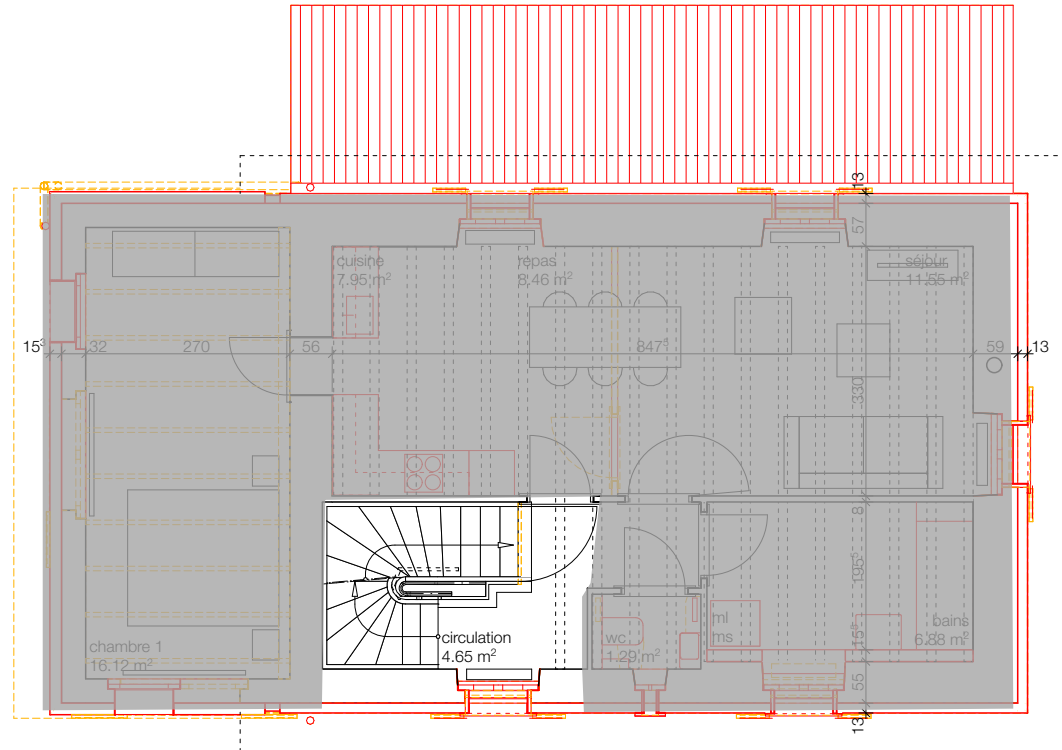 13
57
cuisine
7.95 m²
repas
8.46 m²
séjour
11.55 m²
15³
32
270
56
847⁵
59
13
330
8
195⁵
circulation
4.65 m²
wc
1.29 m²
ml
ms
15⁵
bains
6.88 m²
chambre 1
16.12 m²
55
13